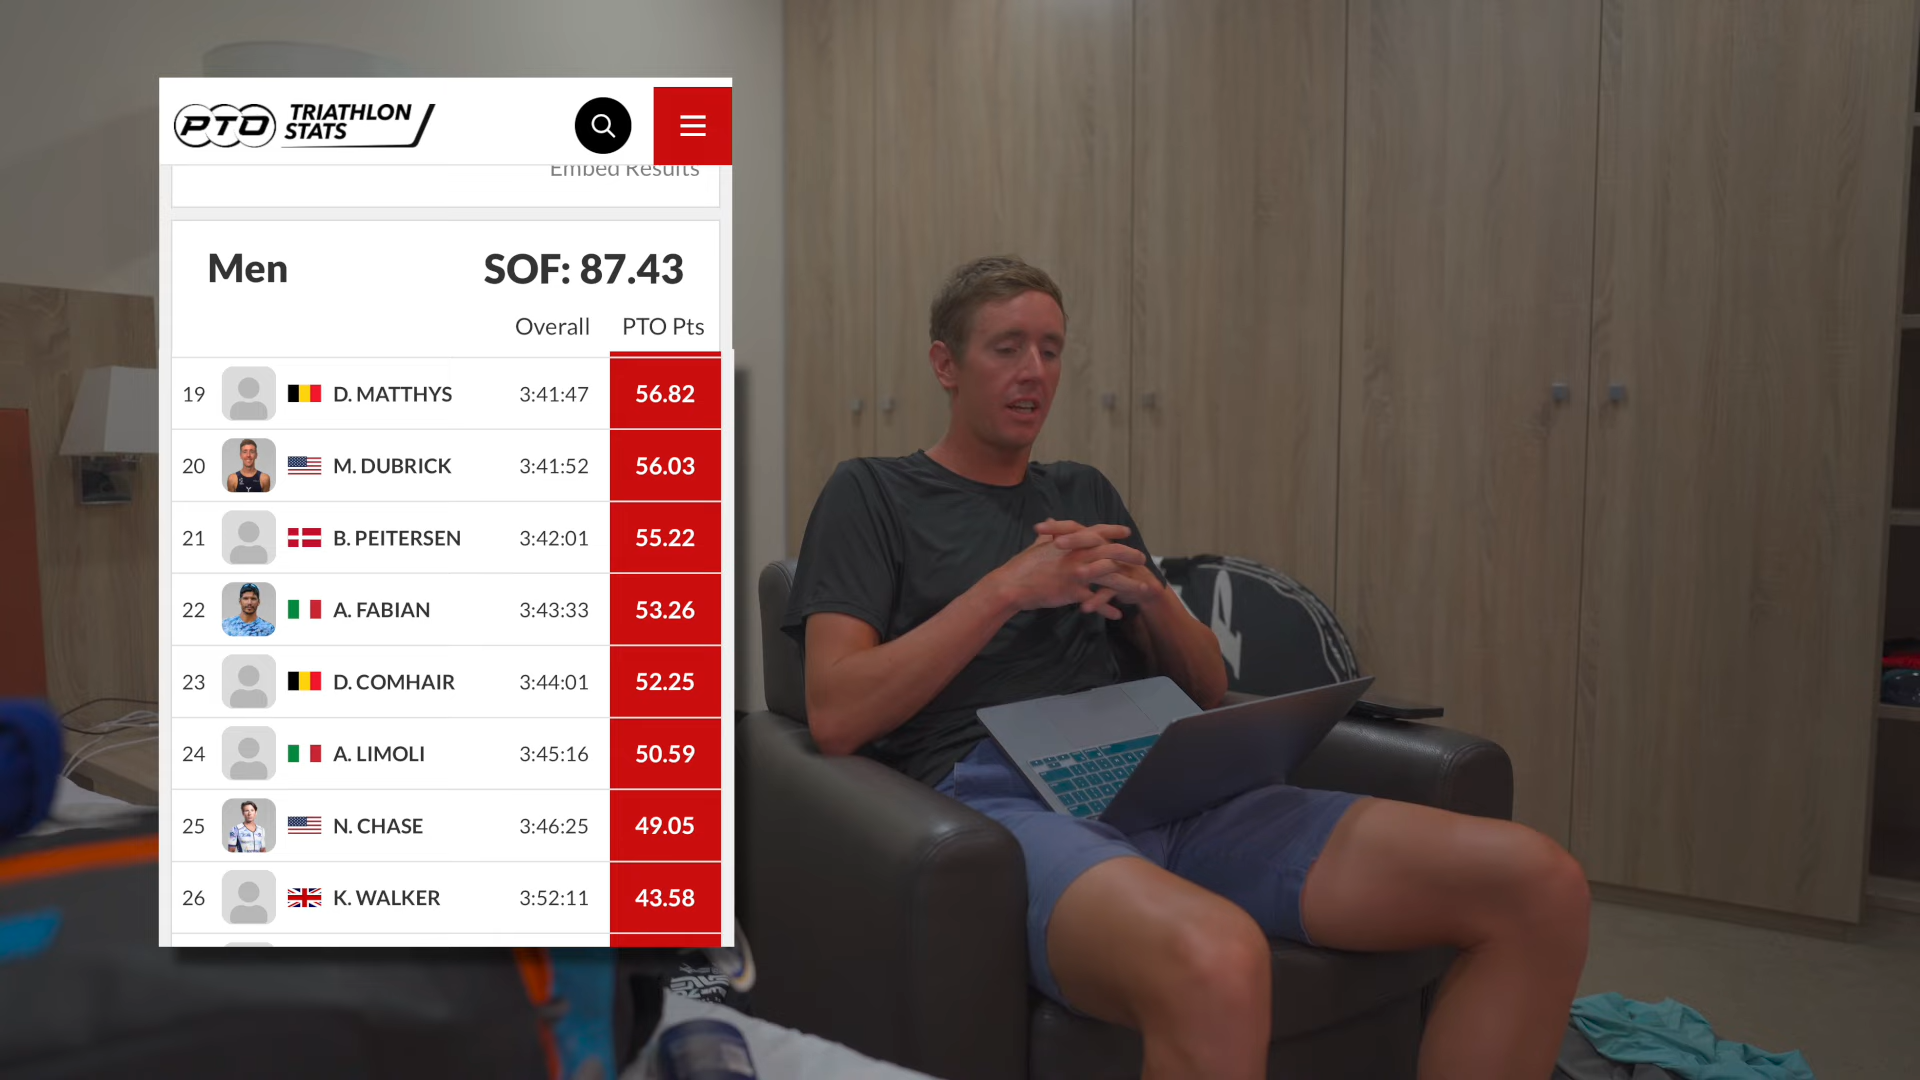 PTO TRIATHLON
STATS
Embed Results
Men SOF: 87.43
Overall PTO Pts
19 D. MATTHYS 3:41:47 56.82
20 M. DUBRICK 3:41:52 56.03
21 B. PEITERSEN 3:42:01 55.22
22 A. FABIAN 3:43:33 53.26
23 D. COMHAIR 3:44:01 52.25
24 A. LIMOLI 3:45:16 50.59
25 N. CHASE 3:46:25 49.05
26 K. WALKER 3:52:11 43.58